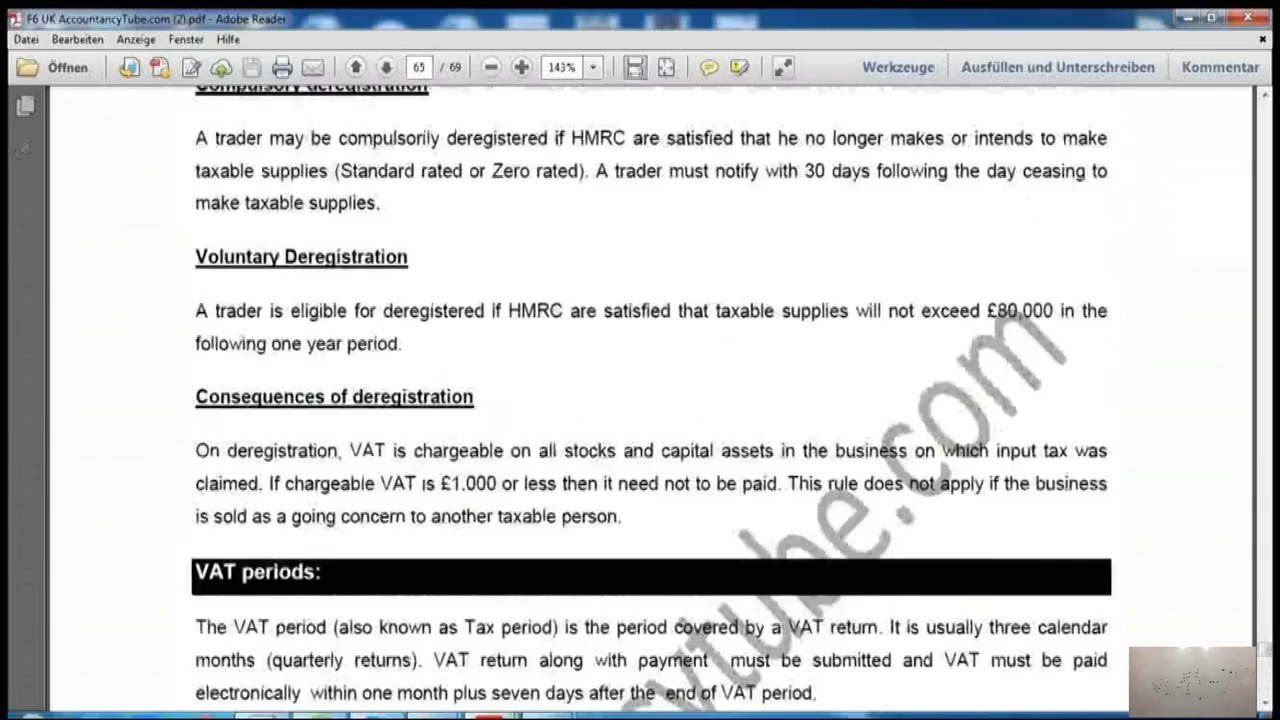 F6 UK AccountancyTube.com (2).pdf - Adobe Reader
Datei Bearbeiten Anzeige Fenster Hilfe
Öffnen 65 / 69 143% Werkzeuge Ausfüllen und Unterschreiben Kommentar
Compulsory deregistration
A trader may be compulsorily deregistered if HMRC are satisfied that he no longer makes or intends to make
taxable supplies (Standard rated or Zero rated). A trader must notify with 30 days following the day ceasing to
make taxable supplies.
Voluntary Deregistration
A trader is eligible for deregistered if HMRC are satisfied that taxable supplies will not exceed £80,000 in the
following one year period.
Consequences of deregistration
On deregistration, VAT is chargeable on all stocks and capital assets in the business on which input tax was
claimed. If chargeable VAT is £1.000 or less then it need not to be paid. This rule does not apply if the business
is sold as a going concern to another taxable person.
VAT periods:
The VAT period (also known as Tax period) is the period covered by a VAT return. It is usually three calendar
months (quarterly returns). VAT return along with payment must be submitted and VAT must be paid
electronically within one month plus seven days after the end of VAT period.
ytube.com